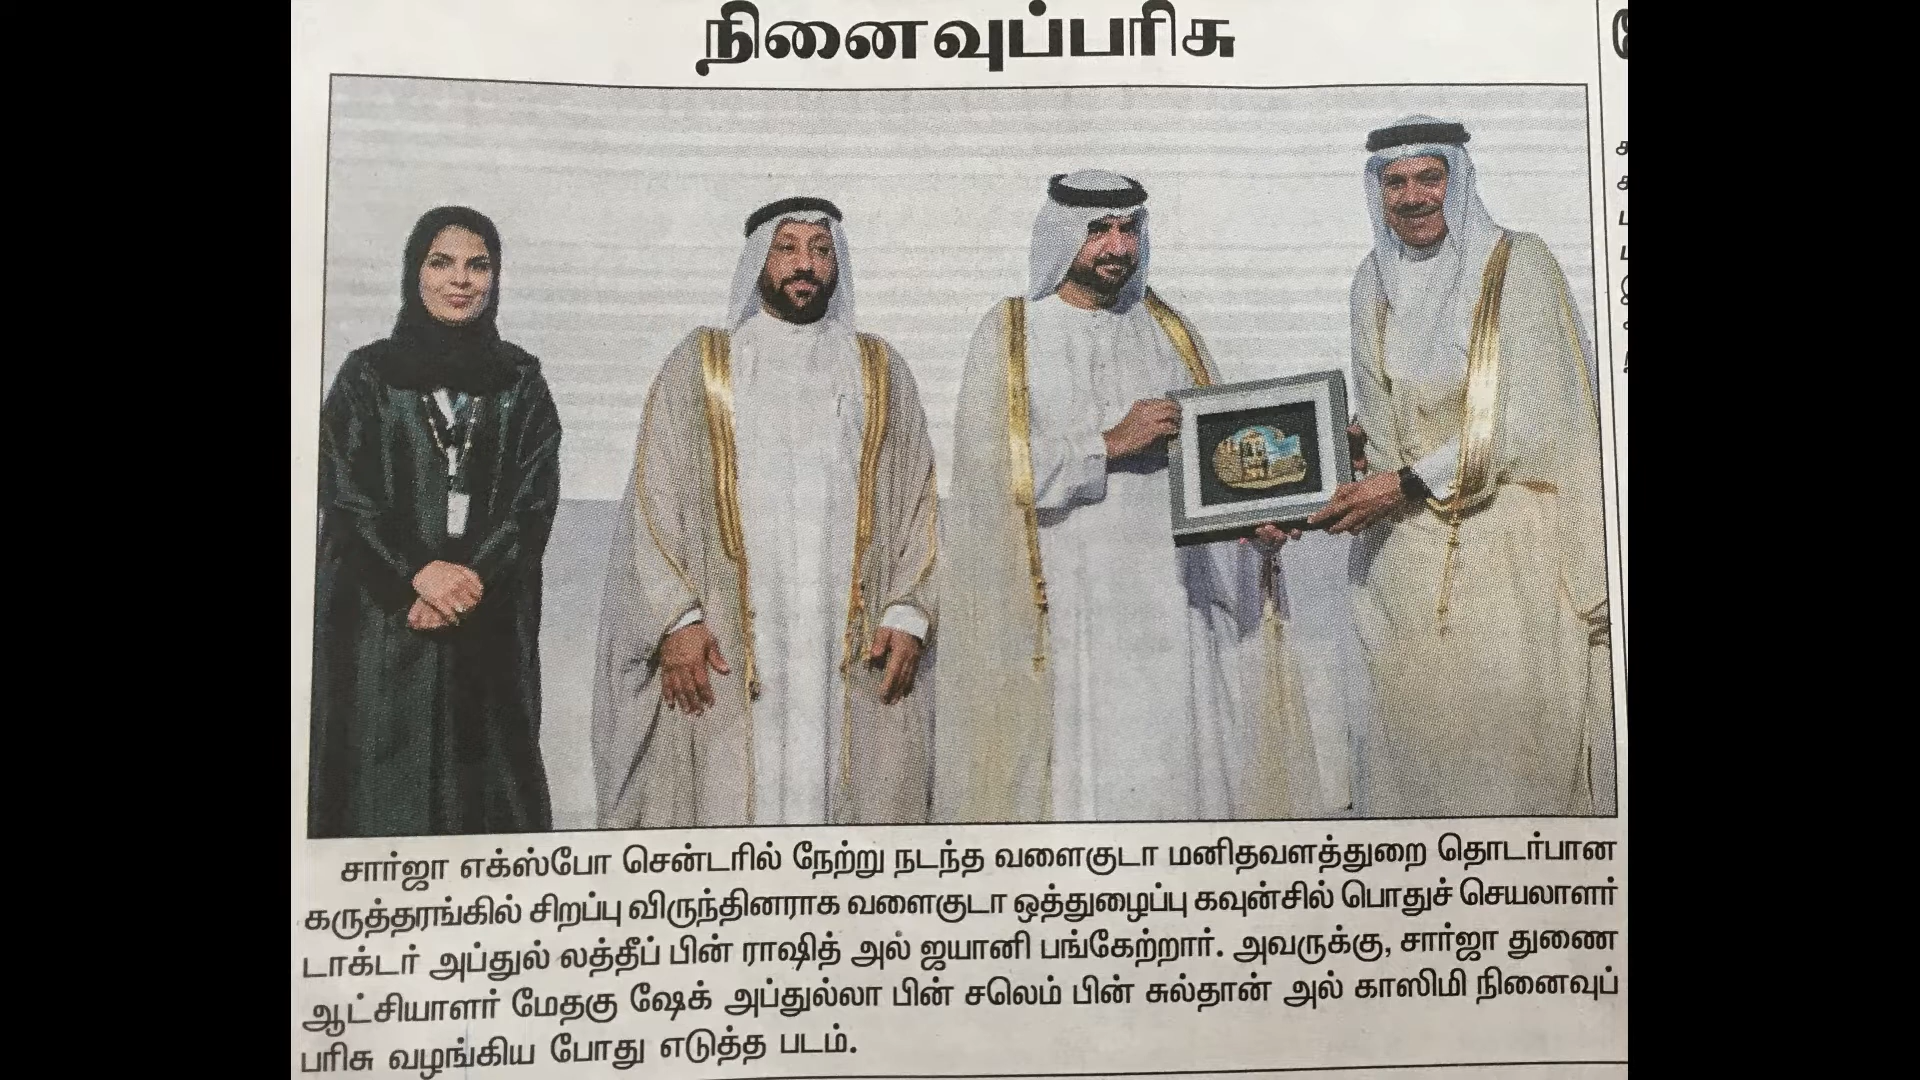 நினைவுப்பரிசு
சார்ஜா எக்ஸ்போ சென்டரில் நேற்று நடந்த வளைகுடா மனிதவளத்துறை தொடர்பான
கருத்தரங்கில் சிறப்பு விருந்தினராக வளைகுடா ஒத்துழைப்பு கவுன்சில் பொதுச் செயலாளர்
டாக்டர் அப்துல் லத்தீப் பின் ராஷித் அல் ஜயானி பங்கேற்றார். அவருக்கு, சார்ஜா துணை
ஆட்சியாளர் மேதகு ஷேக் அப்துல்லா பின் சலெம் பின் சுல்தான் அல் காஸிமி நினைவுப்
பரிசு வழங்கிய போது எடுத்த படம்.